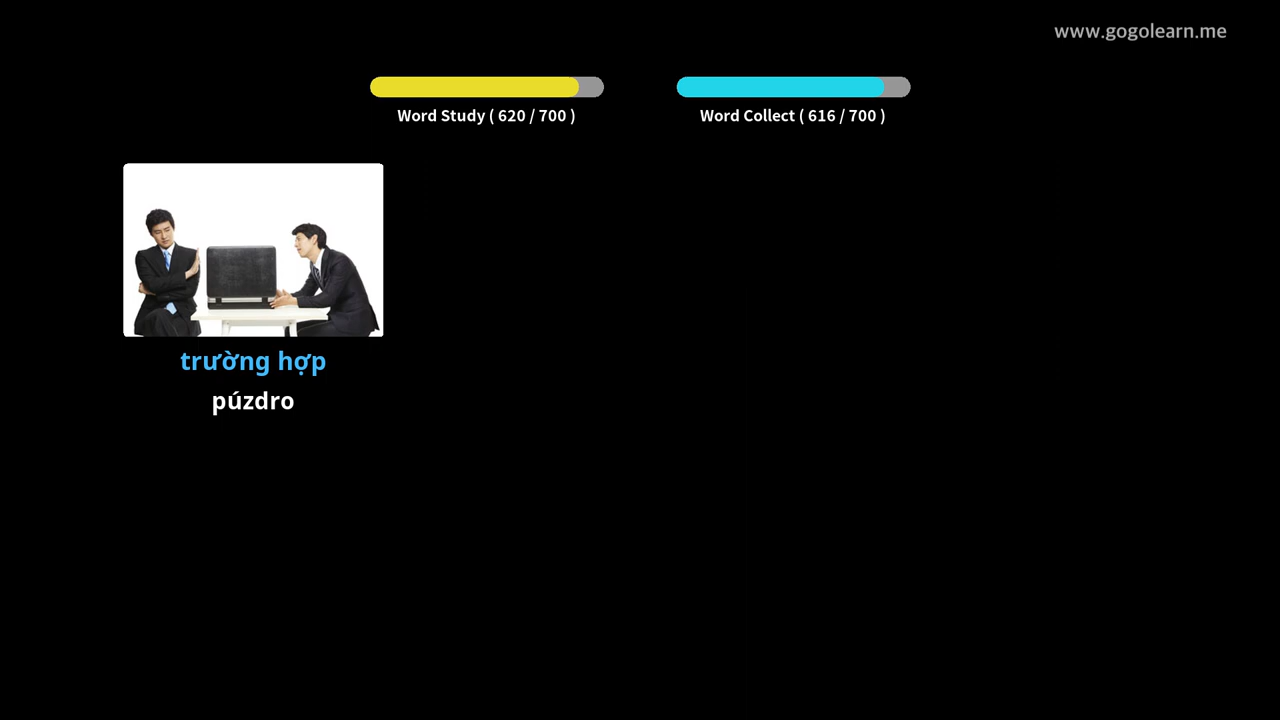 www.gogolearn.me
Word Study ( 620 / 700 )
Word Collect ( 616 / 700 )
trường hợp
púzdro